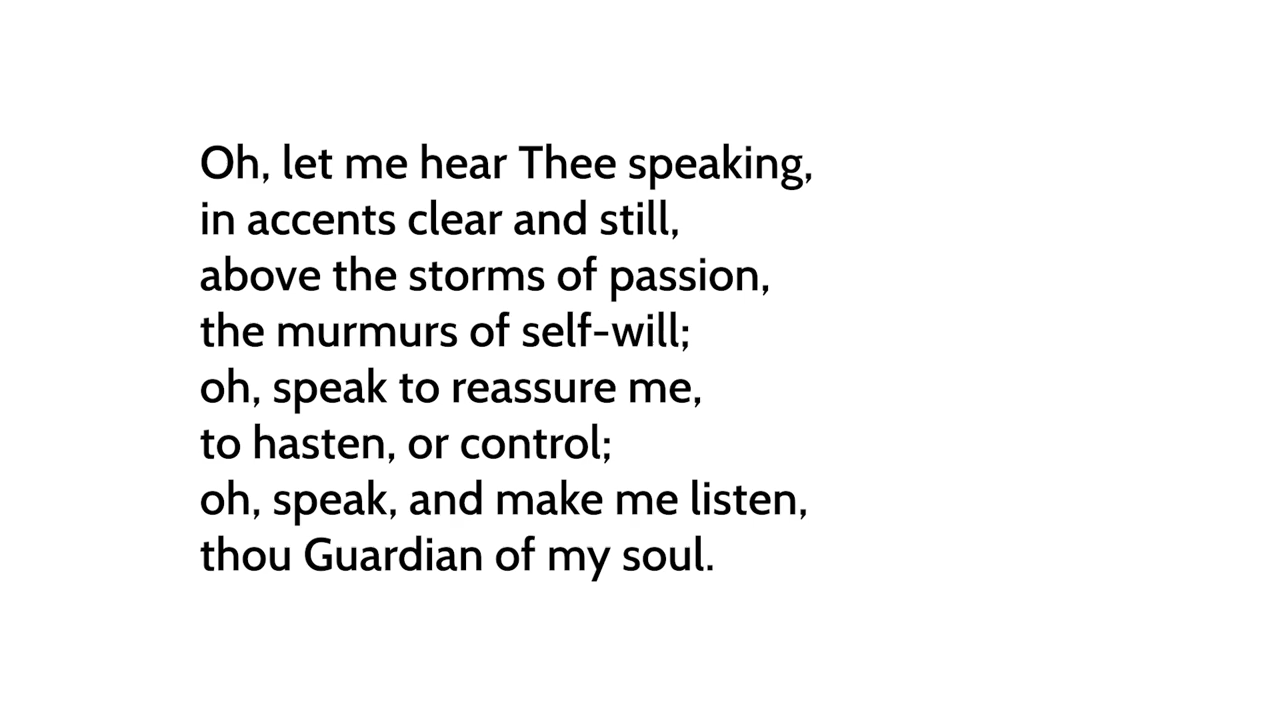 Oh, let me hear Thee speaking,
in accents clear and still,
above the storms of passion,
the murmurs of self-will;
oh, speak to reassure me,
to hasten, or control;
oh, speak, and make me listen,
thou Guardian of my soul.